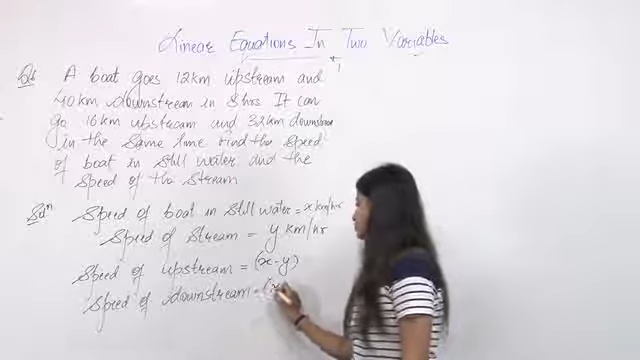 Linear Equations In Two Variables
Qs A boat goes 12km upstream and
40km downstream in 8hrs It can
go 16km upstream and 32km downstream
in the same time Find the speed
of boat in still water and the
speed of the stream
Solⁿ Speed of boat in still water = x km/hr
Speed of stream = y km/hr
Speed of upstream = (x-y)
Speed of downstream = (x